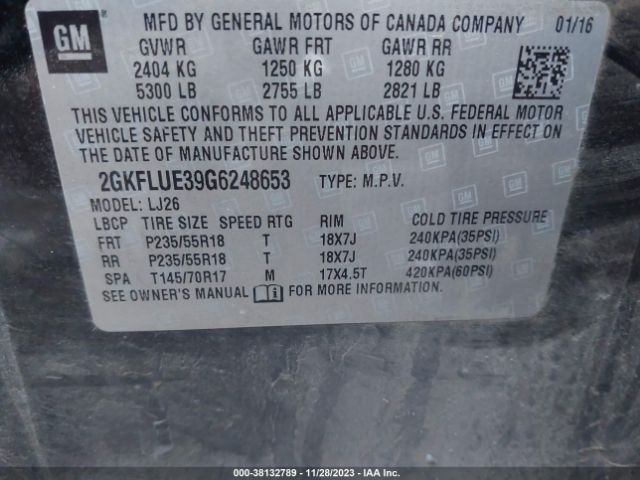 GM
MFD BY GENERAL MOTORS OF CANADA COMPANY 01/16
GVWR GAWR FRT GAWR RR
2404 KG 1250 KG 1280 KG
5300 LB 2755 LB 2821 LB
THIS VEHICLE CONFORMS TO ALL APPLICABLE U.S. FEDERAL MOTOR
VEHICLE SAFETY AND THEFT PREVENTION STANDARDS IN EFFECT ON
THE DATE OF MANUFACTURE SHOWN ABOVE.
2GKFLUE39G6248653 TYPE: M.P.V.
MODEL: LJ26
LBCP TIRE SIZE SPEED RTG RIM COLD TIRE PRESSURE
FRT P235/55R18 T 18X7J 240KPA(35PSI)
RR P235/55R18 T 18X7J 240KPA(35PSI)
SPA T145/70R17 M 17X4.5T 420KPA(60PSI)
SEE OWNER'S MANUAL FOR MORE INFORMATION.
000-38132789 - 11/28/2023 - IAA Inc.